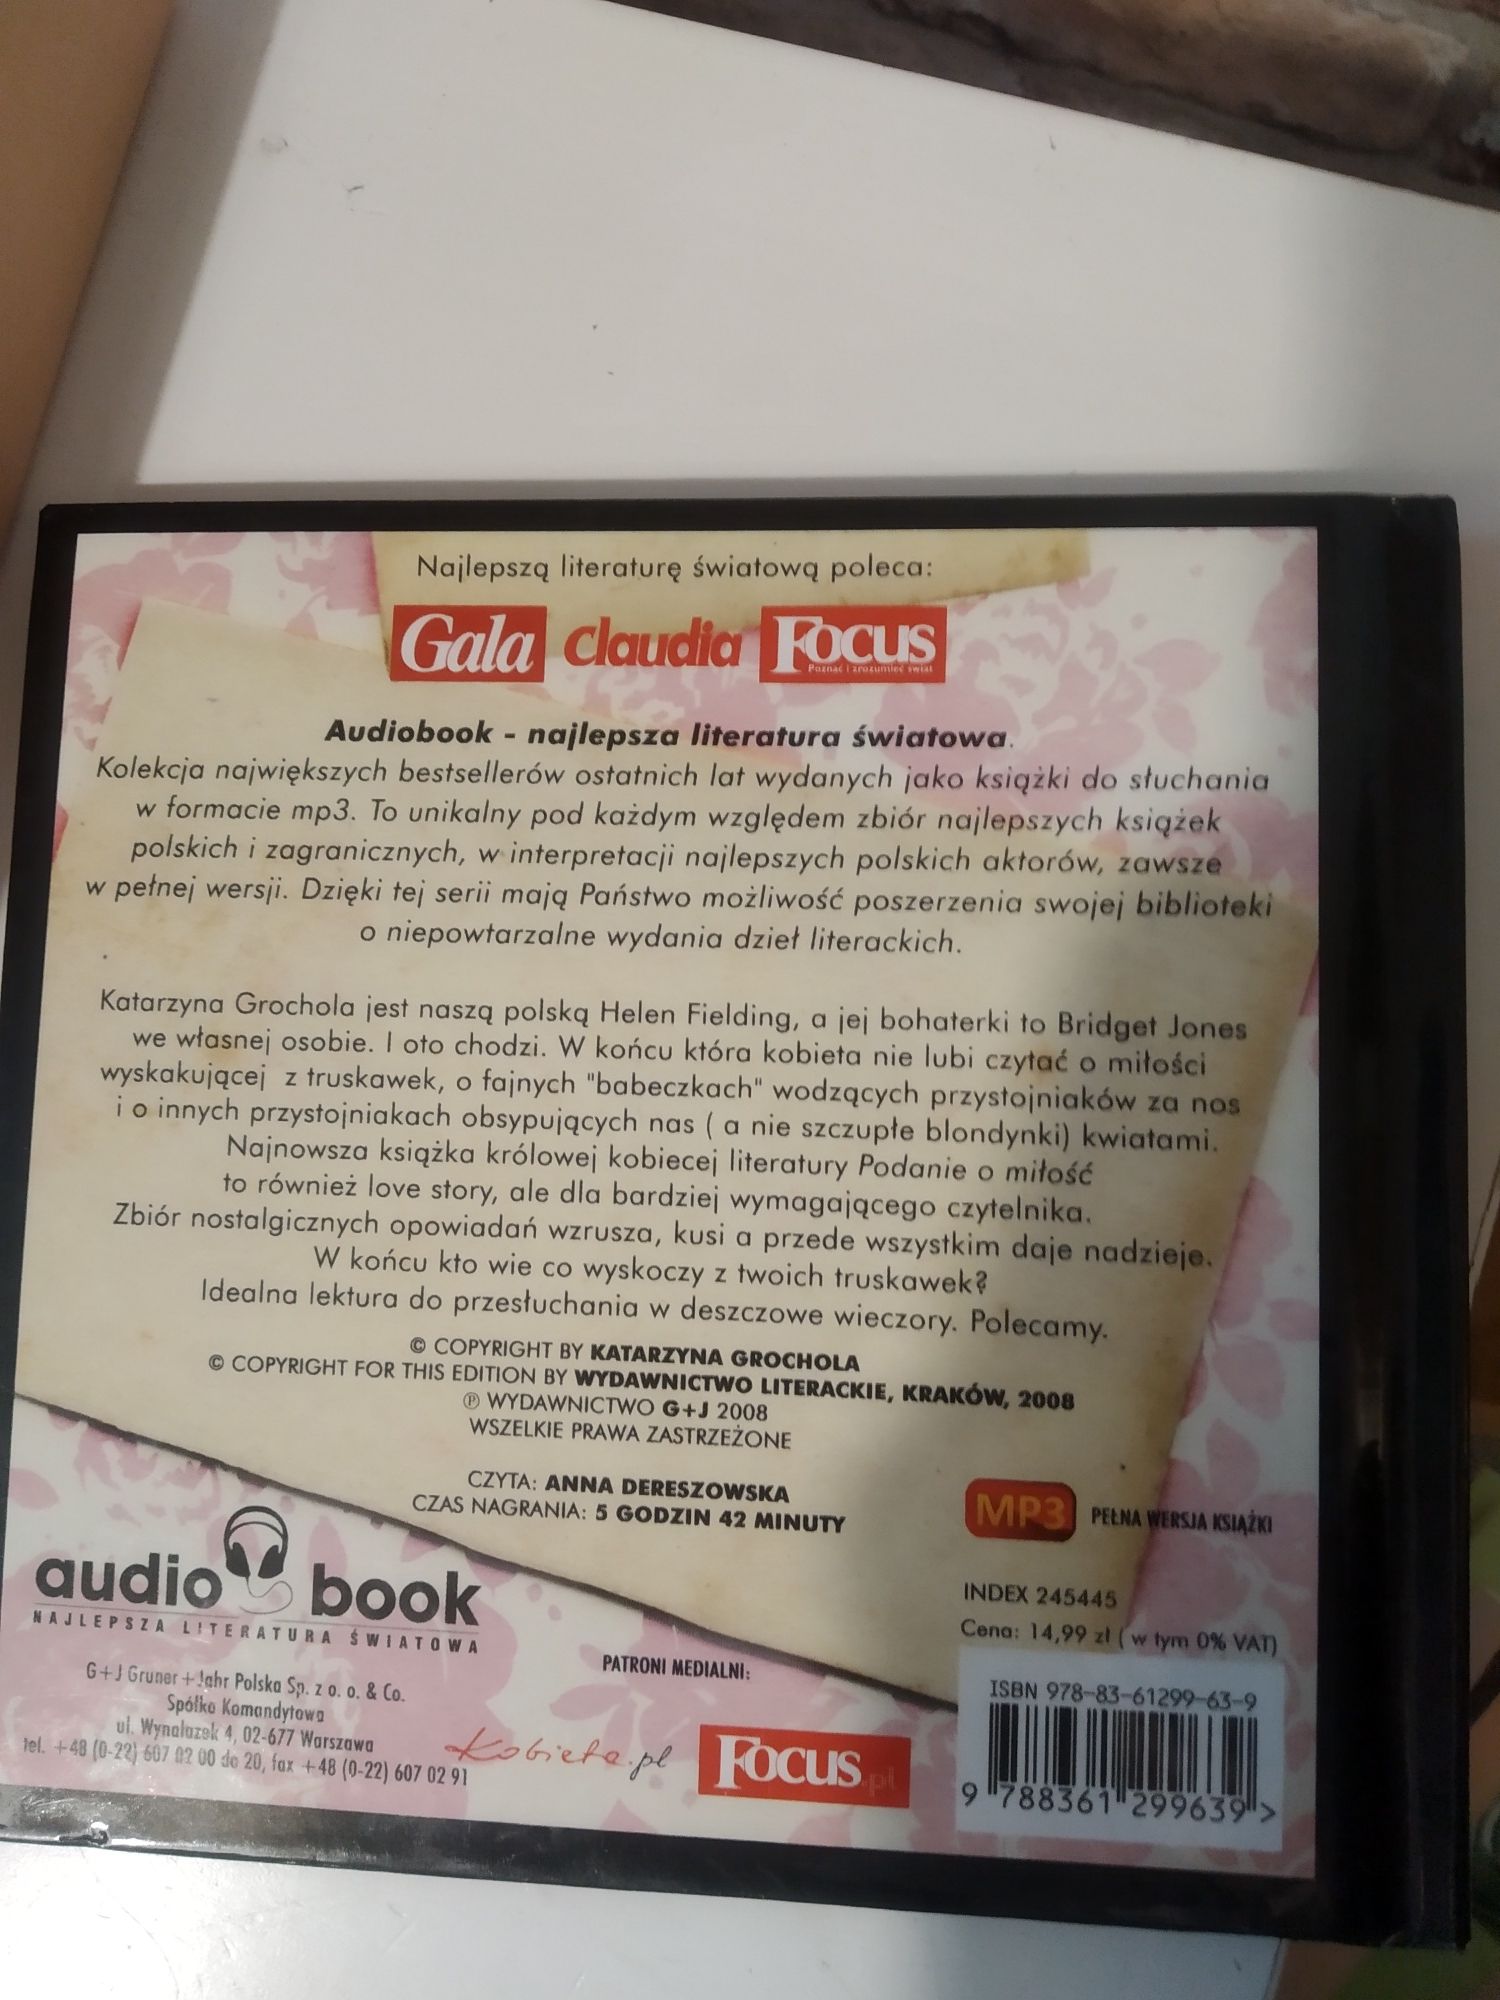 Najlepszą literaturę światową poleca:
Gala claudia Focus
Poznać i zrozumieć świat
Audiobook - najlepsza literatura światowa.
Kolekcja największych bestsellerów ostatnich lat wydanych jako książki do słuchania
w formacie mp3. To unikalny pod każdym względem zbiór najlepszych książek
polskich i zagranicznych, w interpretacji najlepszych polskich aktorów, zawsze
w pełnej wersji. Dzięki tej serii mają Państwo możliwość poszerzenia swojej biblioteki
o niepowtarzalne wydania dzieł literackich.
Katarzyna Grochola jest naszą polską Helen Fielding, a jej bohaterki to Bridget Jones
we własnej osobie. I oto chodzi. W końcu która kobieta nie lubi czytać o miłości
wyskakującej z truskawek, o fajnych "babeczkach" wodzących przystojniaków za nos
i o innych przystojniakach obsypujących nas ( a nie szczupłe blondynki) kwiatami.
Najnowsza książka królowej kobiecej literatury Podanie o miłość
to również love story, ale dla bardziej wymagającego czytelnika.
Zbiór nostalgicznych opowiadań wzrusza, kusi a przede wszystkim daje nadzieje.
W końcu kto wie co wyskoczy z twoich truskawek?
Idealna lektura do przesłuchania w deszczowe wieczory. Polecamy.
© COPYRIGHT BY KATARZYNA GROCHOLA
© COPYRIGHT FOR THIS EDITION BY WYDAWNICTWO LITERACKIE, KRAKÓW, 2008
℗ WYDAWNICTWO G+J 2008
WSZELKIE PRAWA ZASTRZEŻONE
CZYTA: ANNA DERESZOWSKA
CZAS NAGRANIA: 5 GODZIN 42 MINUTY
MP3 PEŁNA WERSJA KSIĄŻKI
audio book
NAJLEPSZA LITERATURA ŚWIATOWA
G+J Gruner+Jahr Polska Sp. z o. o. & Co.
Spółka Komandytowa
ul. Wynalazek 4, 02-677 Warszawa
tel. +48 (0-22) 607 02 00 do 20, fax +48 (0-22) 607 02 91
PATRONI MEDIALNI:
Kobieta.pl Focus.pl
INDEX 245445
Cena: 14,99 zł ( w tym 0% VAT)
ISBN 978-83-61299-63-9
9 788361 299639 >